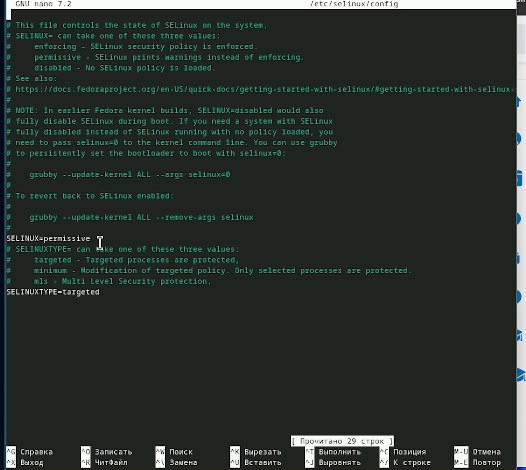 GNU nano 7.2 /etc/selinux/config
# This file controls the state of SELinux on the system.
# SELINUX= can take one of these three values:
#     enforcing - SELinux security policy is enforced.
#     permissive - SELinux prints warnings instead of enforcing.
#     disabled - No SELinux policy is loaded.
# See also:
# https://docs.fedoraproject.org/en-US/quick-docs/getting-started-with-selinux/#getting-started-with-selinux-
#
# NOTE: In earlier Fedora kernel builds, SELINUX=disabled would also
# fully disable SELinux during boot. If you need a system with SELinux
# fully disabled instead of SELinux running with no policy loaded, you
# need to pass selinux=0 to the kernel command line. You can use grubby
# to persistently set the bootloader to boot with selinux=0:
#
#    grubby --update-kernel ALL --args selinux=0
#
# To revert back to SELinux enabled:
#
#    grubby --update-kernel ALL --remove-args selinux
#
SELINUX=permissive
# SELINUXTYPE= can take one of these three values:
#     targeted - Targeted processes are protected,
#     minimum - Modification of targeted policy. Only selected processes are protected.
#     mls - Multi Level Security protection.
SELINUXTYPE=targeted
[ Прочитано 29 строк ]
^G Справка ^O Записать ^W Поиск ^K Вырезать ^T Выполнить ^C Позиция M-U Отмена
^X Выход ^R ЧитФайл ^\ Замена ^U Вставить ^J Выровнять ^/ К строке M-E Повтор